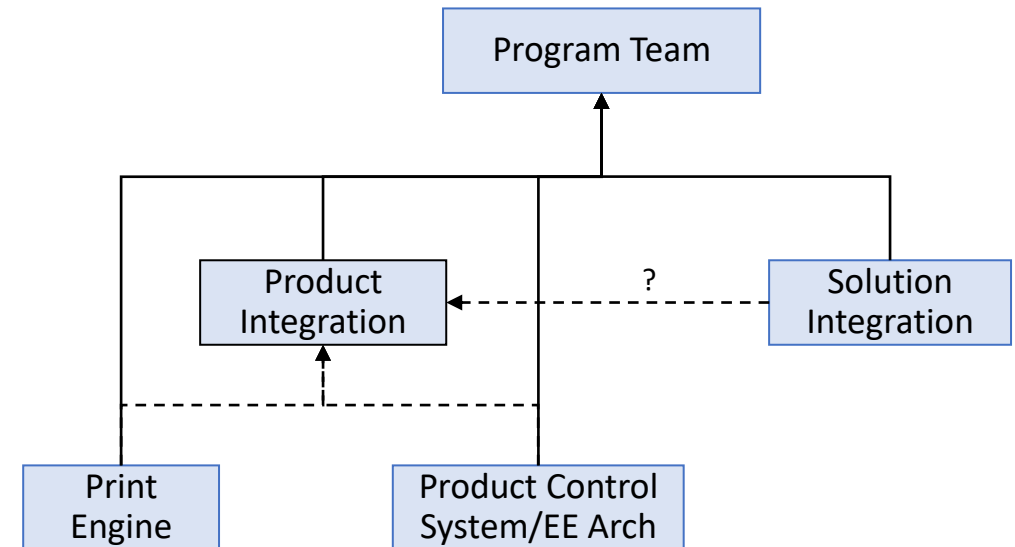 Program Team
Product
Integration
?
Solution
Integration
Print
Engine
Product Control
System/EE Arch